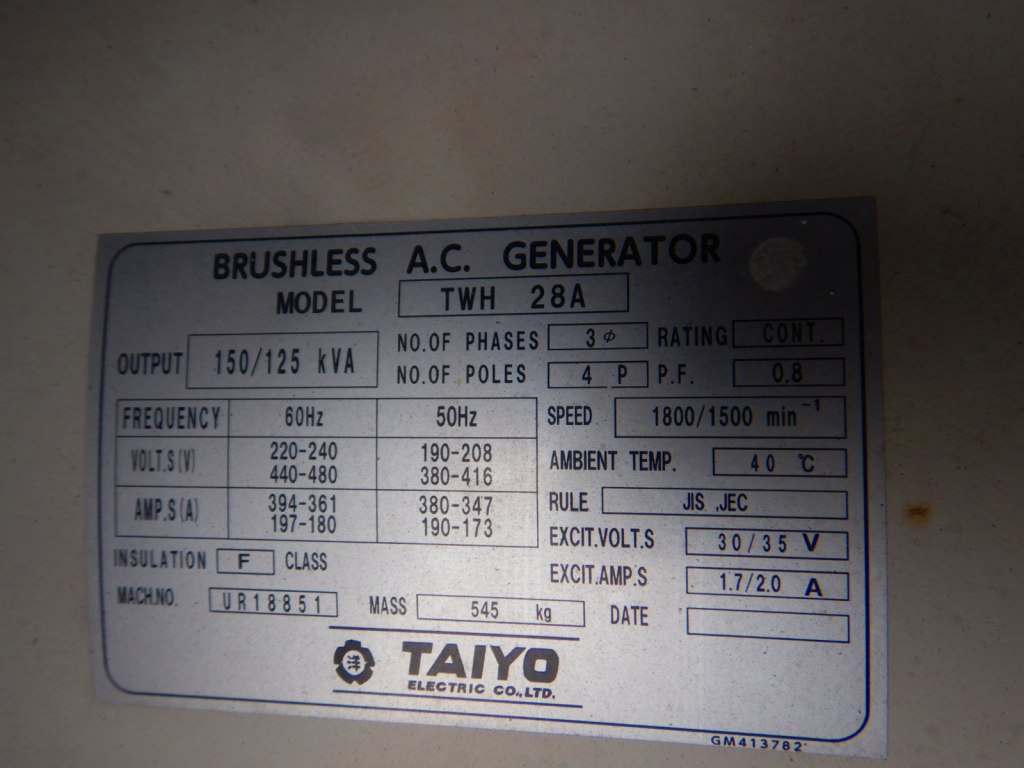 BRUSHLESS A.C. GENERATOR
MODEL TWH 28A
OUTPUT 150/125 kVA
NO.OF PHASES 3φ RATING CONT.
NO.OF POLES 4 P P.F. 0.8
FREQUENCY 60Hz 50Hz
VOLT.S(V) 220-240 190-208
440-480 380-416
AMP.S(A) 394-361 380-347
197-180 190-173
SPEED 1800/1500 min⁻¹
AMBIENT TEMP. 40 ℃
RULE JIS ,JEC
EXCIT.VOLT.S 30/35 V
EXCIT.AMP.S 1.7/2.0 A
INSULATION F CLASS
MACH.NO. UR18851 MASS 545 kg DATE
洋 TAIYO
ELECTRIC CO.,LTD.
GM413782